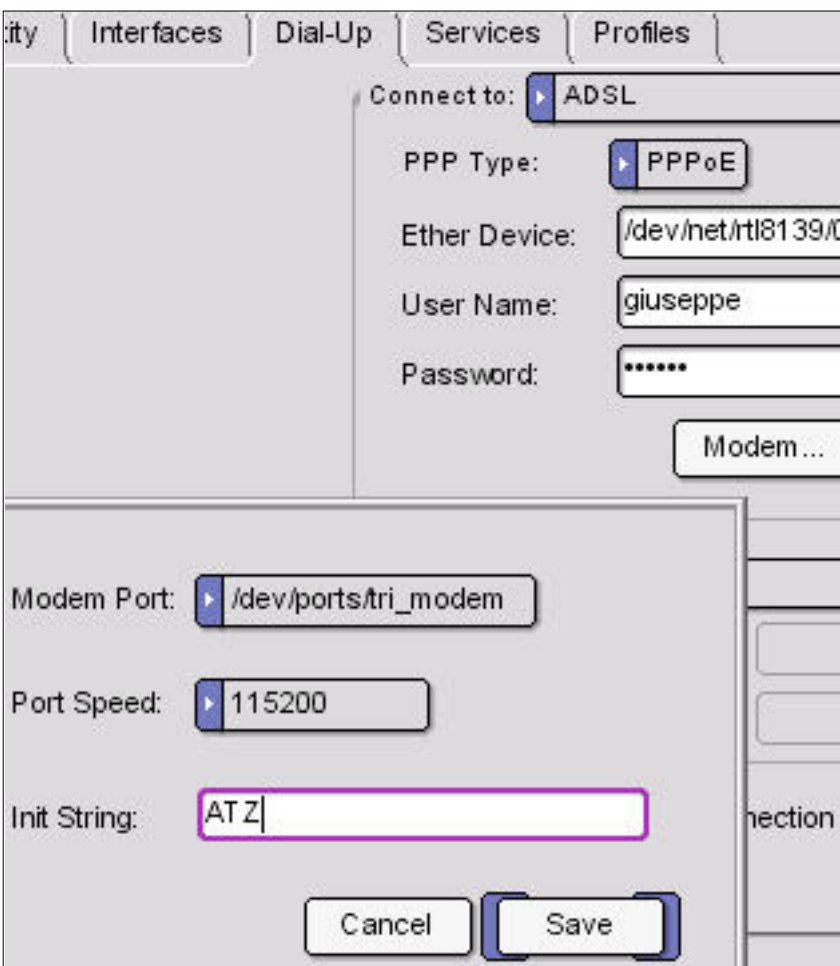 ity Interfaces Dial-Up Services Profiles
Connect to: ADSL
PPP Type: PPPoE
Ether Device: /dev/net/rtl8139/0
User Name: giuseppe
Password: ••••••
Modem...
Modem Port: /dev/ports/tri_modem
Port Speed: 115200
Init String: ATZ
nection
Cancel Save